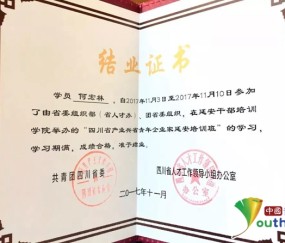 结业证书
学员 何宏林 ，自2017年11月3日至2017年11月10日参加
了由省委组织部（省人才办）、团省委组织，在延安干部培训
学院举办的“四川省产业兴省青年企业家延安培训班”的学习，
学习期满，成绩合格，准予结业。
共青团四川省委
四川省人才工作领导小组办公室
二〇一七年十一月
中国
outh